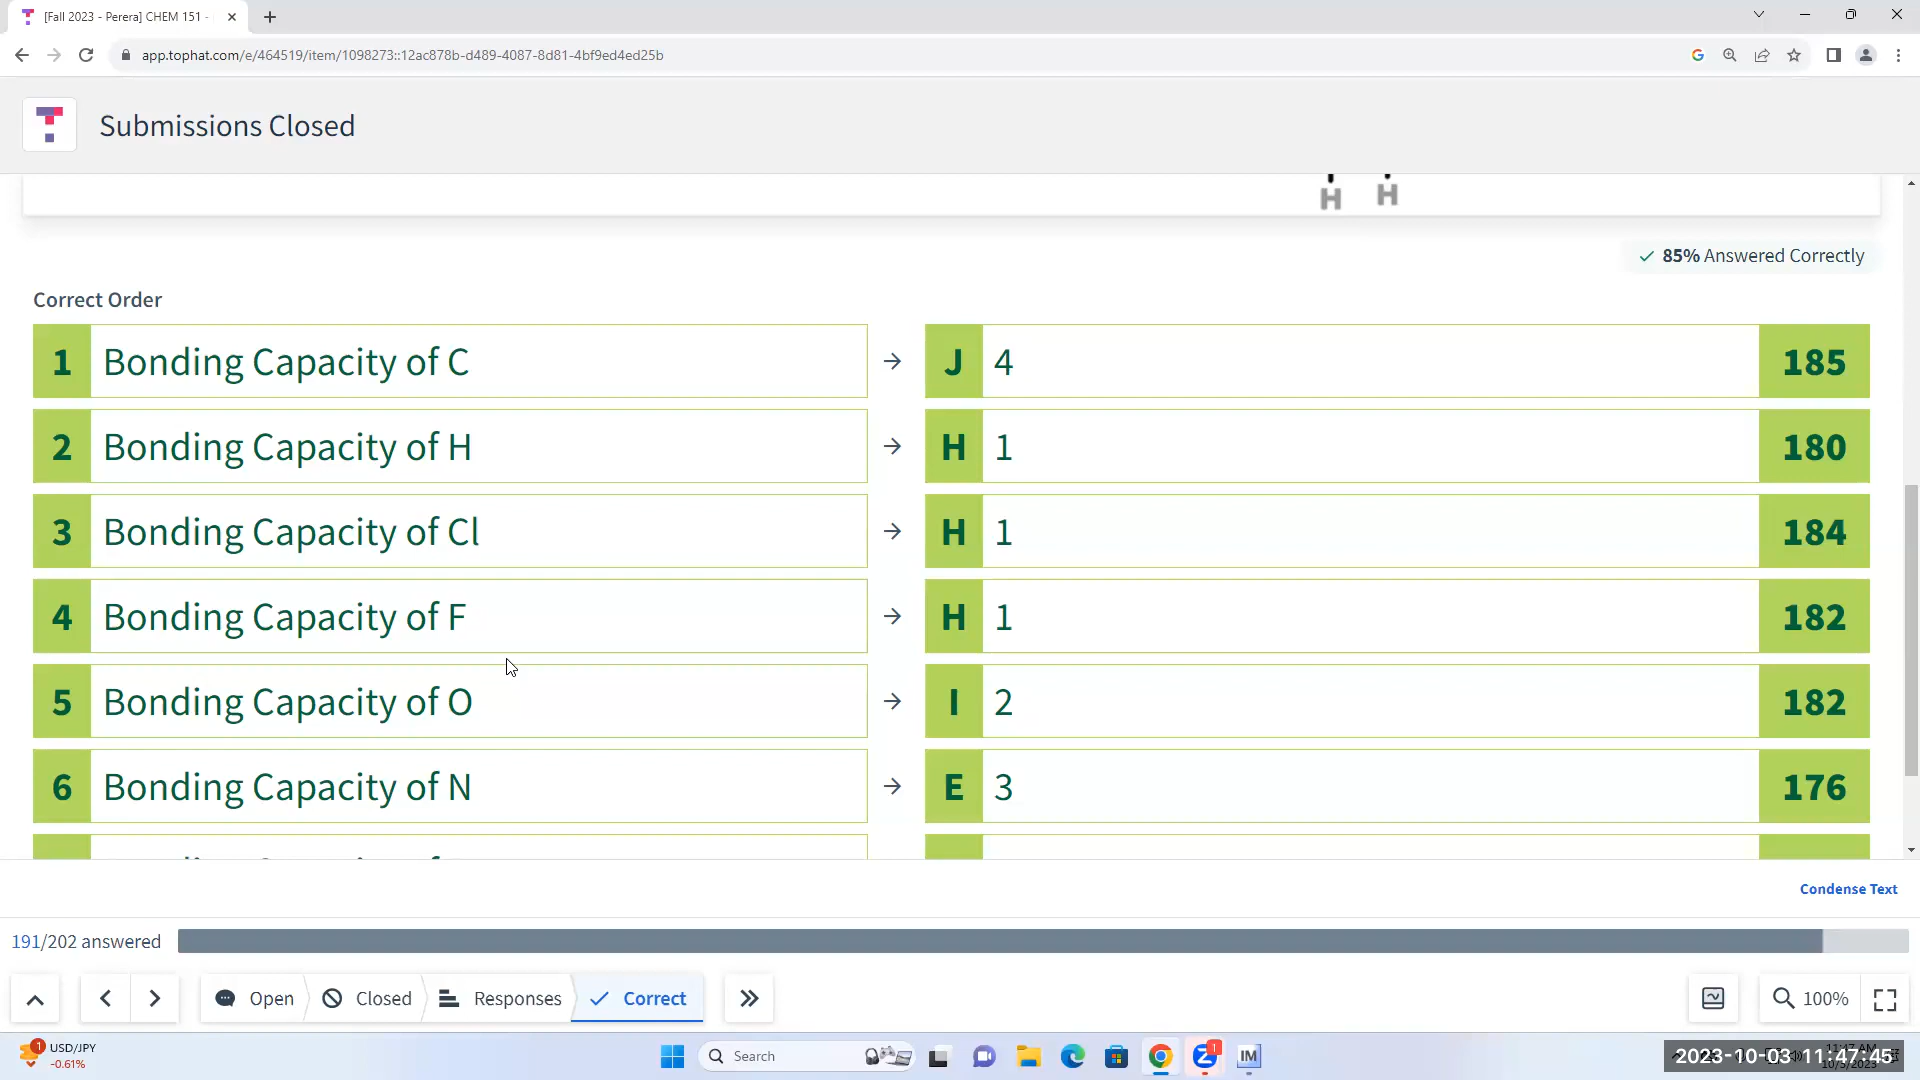 [Fall 2023 - Perera] CHEM 151 -
app.tophat.com/e/464519/item/1098273::12ac878b-d489-4087-8d81-4bf9ed4ed25b
Submissions Closed
H H
85% Answered Correctly
Correct Order
1 Bonding Capacity of C → J 4 185
2 Bonding Capacity of H → H 1 180
3 Bonding Capacity of Cl → H 1 184
4 Bonding Capacity of F → H 1 182
5 Bonding Capacity of O → I 2 182
6 Bonding Capacity of N → E 3 176
Condense Text
191/202 answered
Open Closed Responses Correct 100%
1 USD/JPY
-0.61%
Search
1
IM
2023-10-03 11:47:45